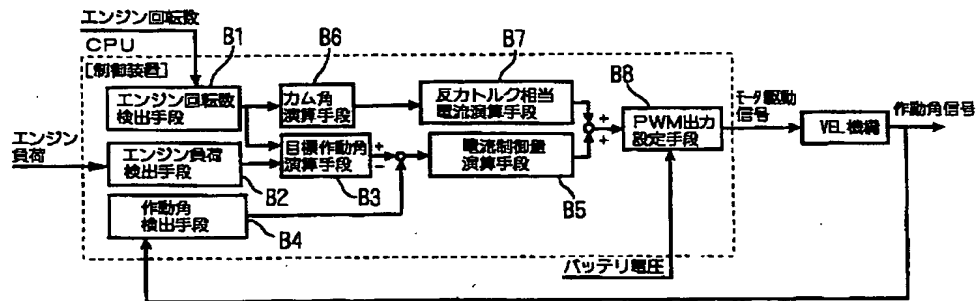 エンジン回転数
CPU
[制御装置]
B1
エンジン回転数
検出手段
B6
カム角
演算手段
B7
反力トルク相当
電流演算手段
B8
PWM出力
設定手段
モータ駆動
信号
VEL機構
作動角信号
エンジン
負荷
エンジン負荷
検出手段
B2
目標作動角
演算手段
B3
+
−
電流制御量
演算手段
B5
+
+
作動角
検出手段
B4
バッテリ電圧